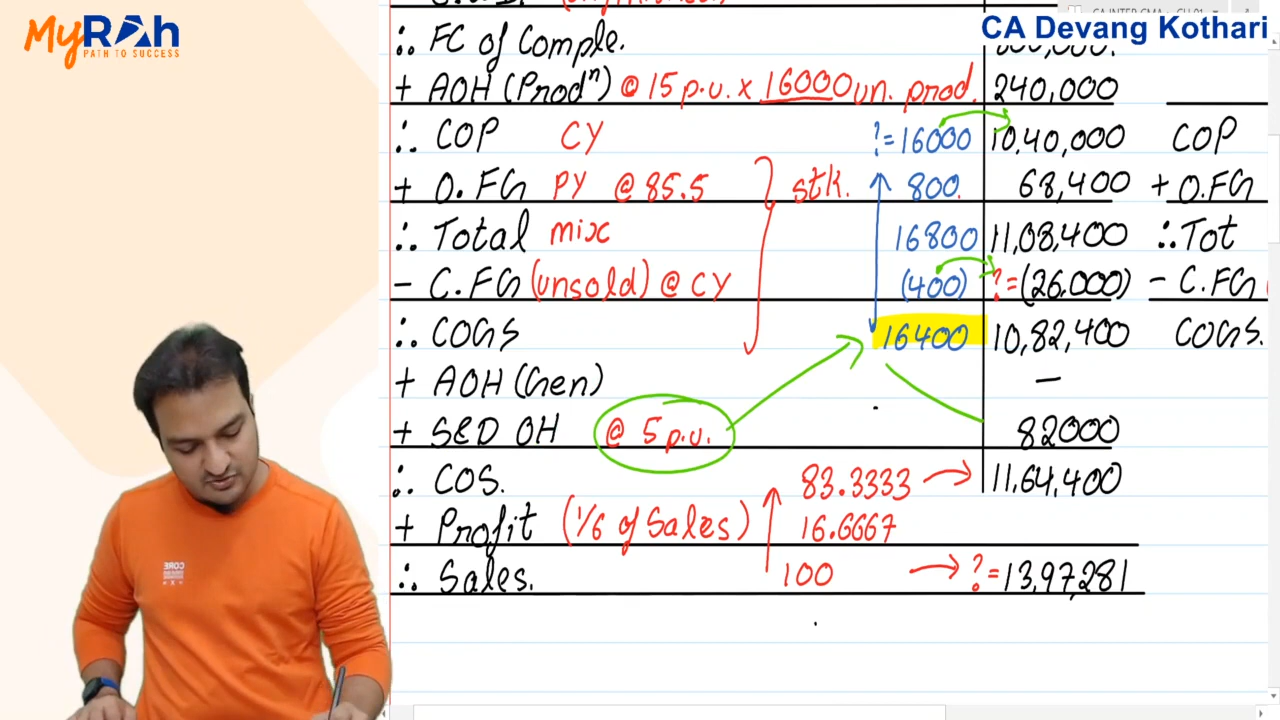 MyRAh
PATH TO SUCCESS
CA Devang Kothari
∴ FC of Comple.
+ AOH (Prodⁿ) @ 15 p.u. x 16000 un. prod. 240,000
∴ COP CY ?= 16000 10,40,000 COP
+ O.FG PY @ 85.5 stk. 800. 68,400 + O.FG
∴ Total mix 16800 11,08,400 ∴ Tot
- C.FG (unsold) @ CY (400) ?= (26,000) - C.FG
∴ COGS 16400 10,82,400 COGS.
+ AOH (Gen) —
+ S&D OH @ 5 p.u. 82000
∴ COS. 83.3333 → 11,64,400
+ Profit (1/6 of Sales) 16.6667
∴ Sales. 100 → ?= 13,97,281
CORE